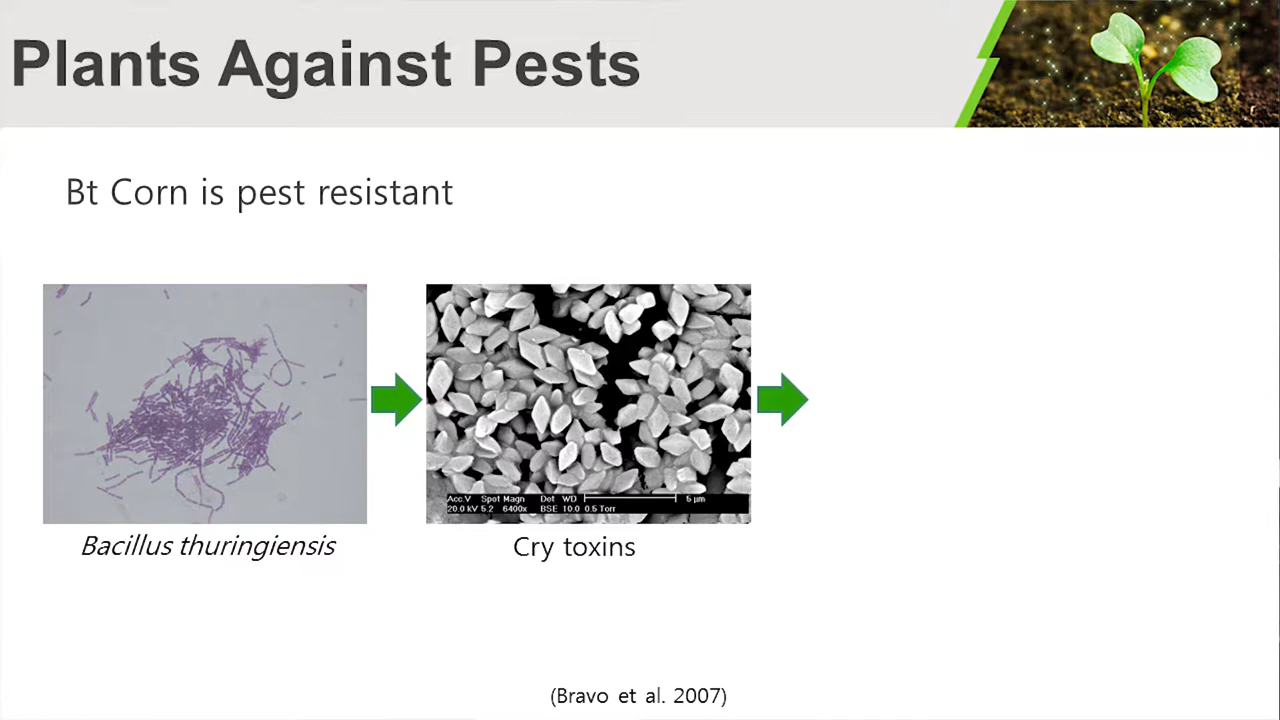 Plants Against Pests
Bt Corn is pest resistant
Acc.V Spot Magn Det WD 5 µm
20.0 kV 5.2 6400x BSE 10.0 0.5 Torr
Bacillus thuringiensis
Cry toxins
(Bravo et al. 2007)